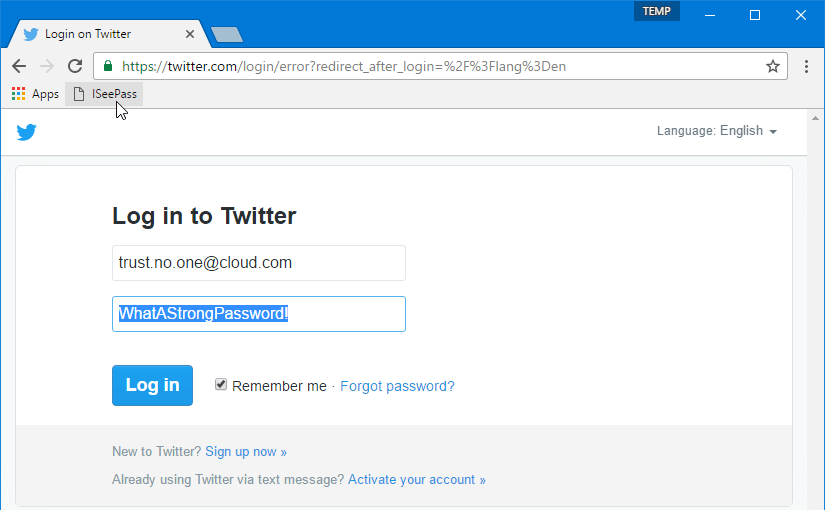 TEMP
Login on Twitter
https://twitter.com/login/error?redirect_after_login=%2F%3Flang%3Den
Apps ISeePass
Language: English
Log in to Twitter
trust.no.one@cloud.com
WhatAStrongPassword!
Log in Remember me · Forgot password?
New to Twitter? Sign up now »
Already using Twitter via text message? Activate your account »